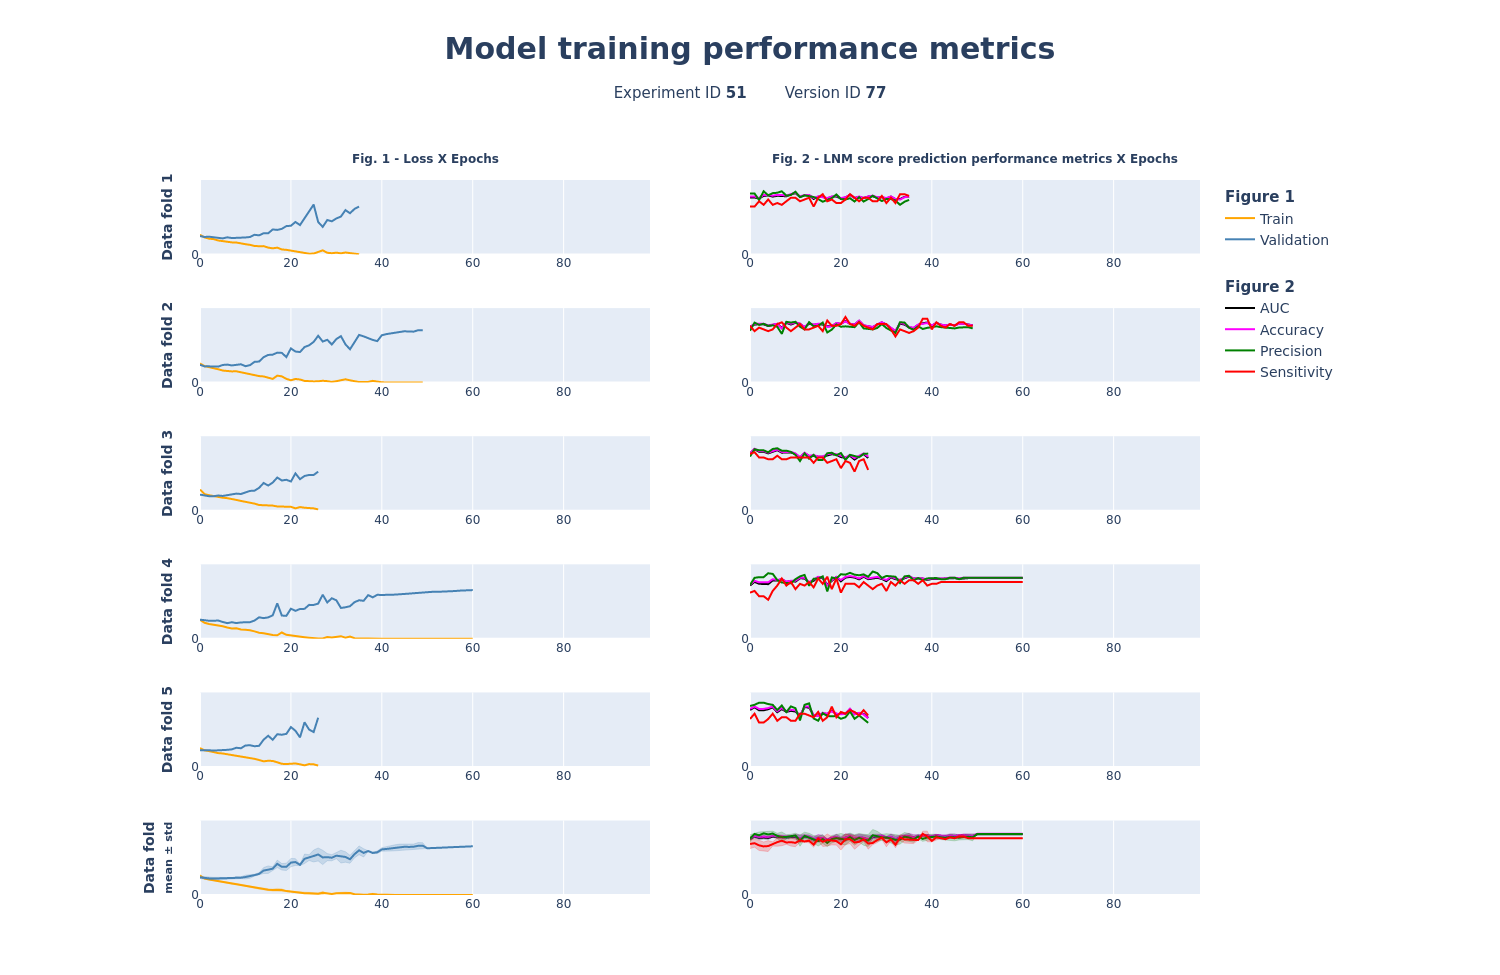 Model training performance metrics
Experiment ID 51 Version ID 77
Fig. 1 - Loss X Epochs
Fig. 2 - LNM score prediction performance metrics X Epochs
Data fold 1
0
0 20 40 60 80
0
0 20 40 60 80
Data fold 2
0
0 20 40 60 80
0
0 20 40 60 80
Data fold 3
0
0 20 40 60 80
0
0 20 40 60 80
Data fold 4
0
0 20 40 60 80
0
0 20 40 60 80
Data fold 5
0
0 20 40 60 80
0
0 20 40 60 80
Data fold
mean ± std
0
0 20 40 60 80
0
0 20 40 60 80
Figure 1
Train
Validation
Figure 2
AUC
Accuracy
Precision
Sensitivity